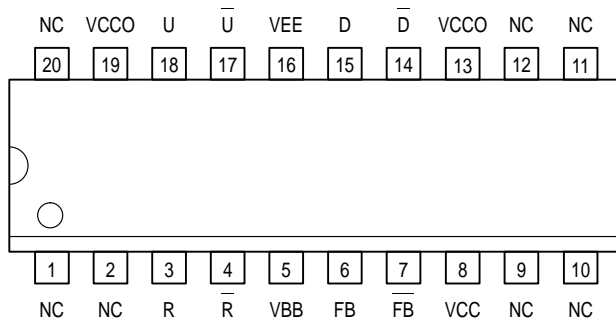 NC VCCO U U̅ VEE D D̅ VCCO NC NC
20 19 18 17 16 15 14 13 12 11
1 2 3 4 5 6 7 8 9 10
NC NC R R̅ VBB FB F̅B̅ VCC NC NC